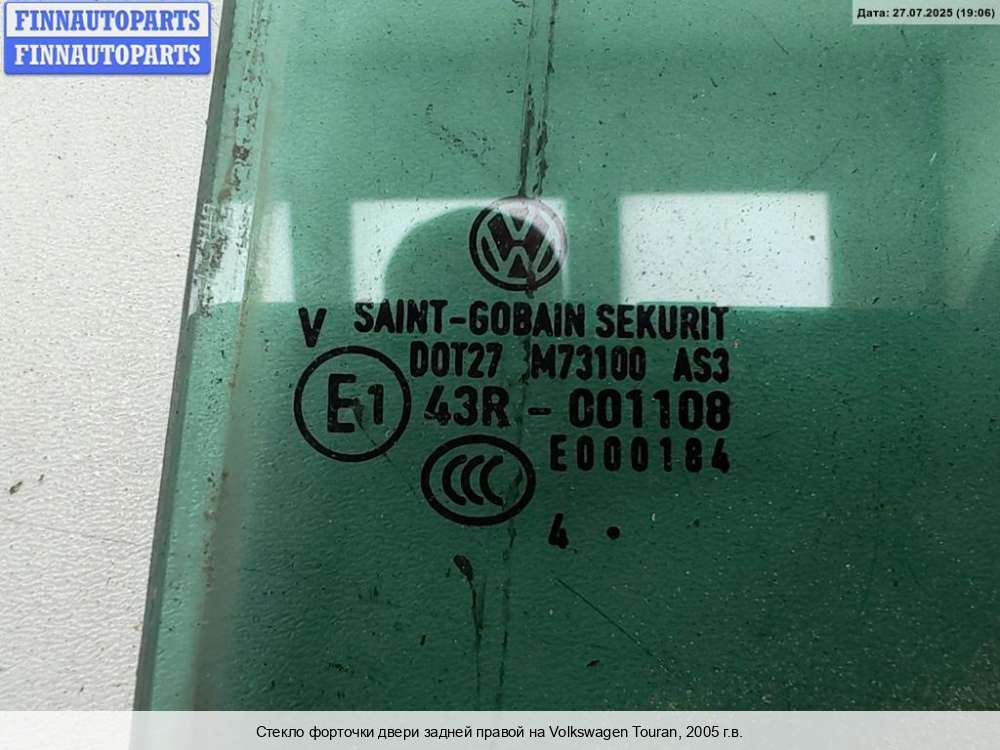 FINNAUTOPARTS
FINNAUTOPARTS
Дата: 27.07.2025 (19:06)
V SAINT-GOBAIN SEKURIT
DOT27 M73100 AS3
E1 43R - 001108
CCC E000184
4 •
Стекло форточки двери задней правой на Volkswagen Touran, 2005 г.в.